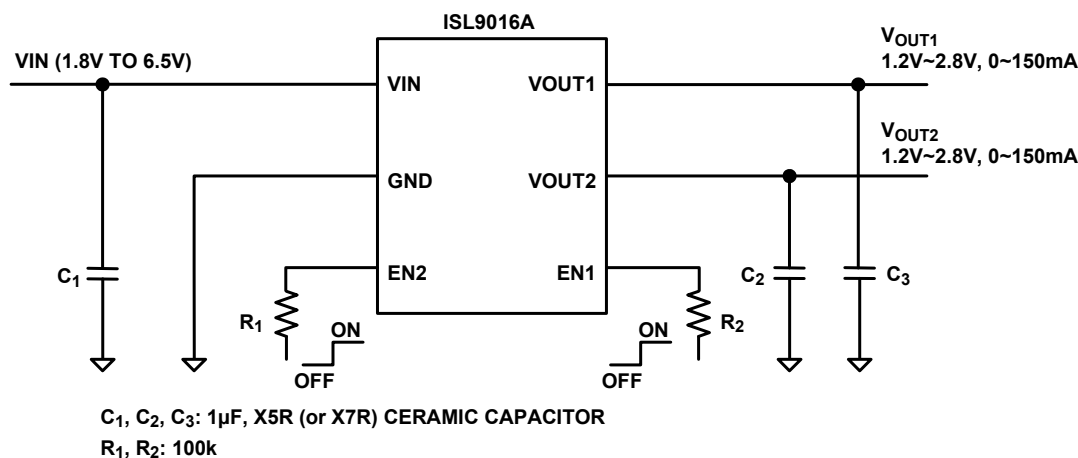 ISL9016A
VIN (1.8V TO 6.5V)
VIN
VOUT1
VOUT1
1.2V~2.8V, 0~150mA
GND
VOUT2
VOUT2
1.2V~2.8V, 0~150mA
EN2
EN1
C1
R1
ON
OFF
ON
OFF
R2
C2
C3
C1, C2, C3: 1µF, X5R (or X7R) CERAMIC CAPACITOR
R1, R2: 100k